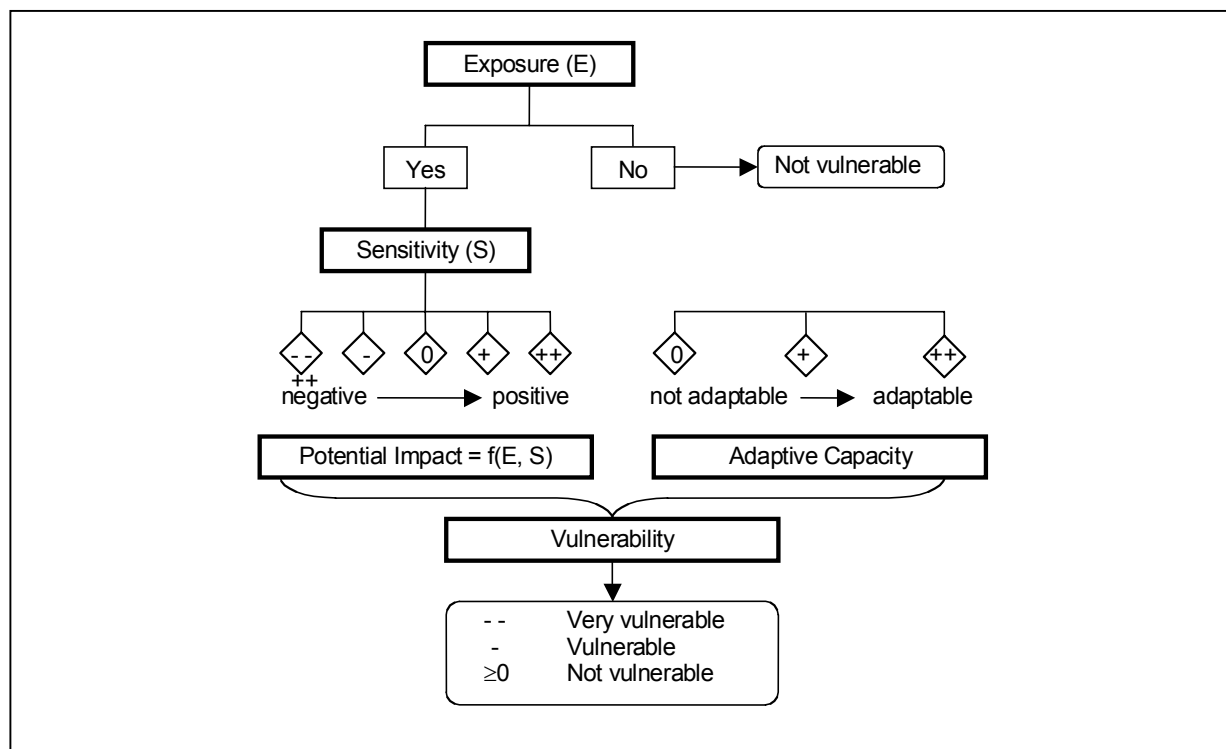 Exposure (E)
Yes
No
Not vulnerable
Sensitivity (S)
- - - 0 + ++
++
negative positive
0 + ++
not adaptable adaptable
Potential Impact = f(E, S)
Adaptive Capacity
Vulnerability
- - Very vulnerable
- Vulnerable
≥0 Not vulnerable